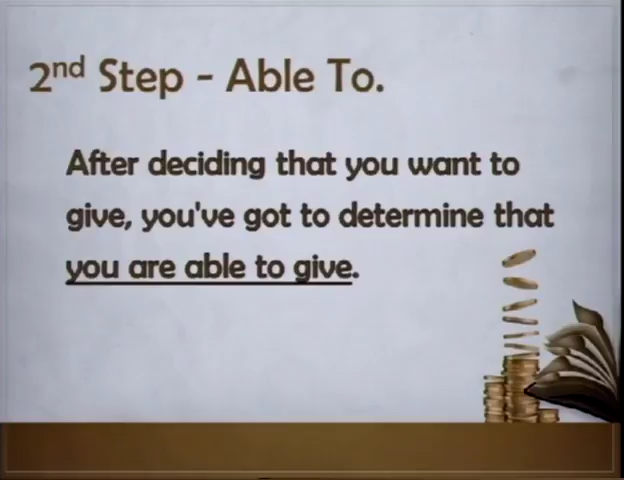 2nd Step - Able To.
After deciding that you want to
give, you've got to determine that
you are able to give.